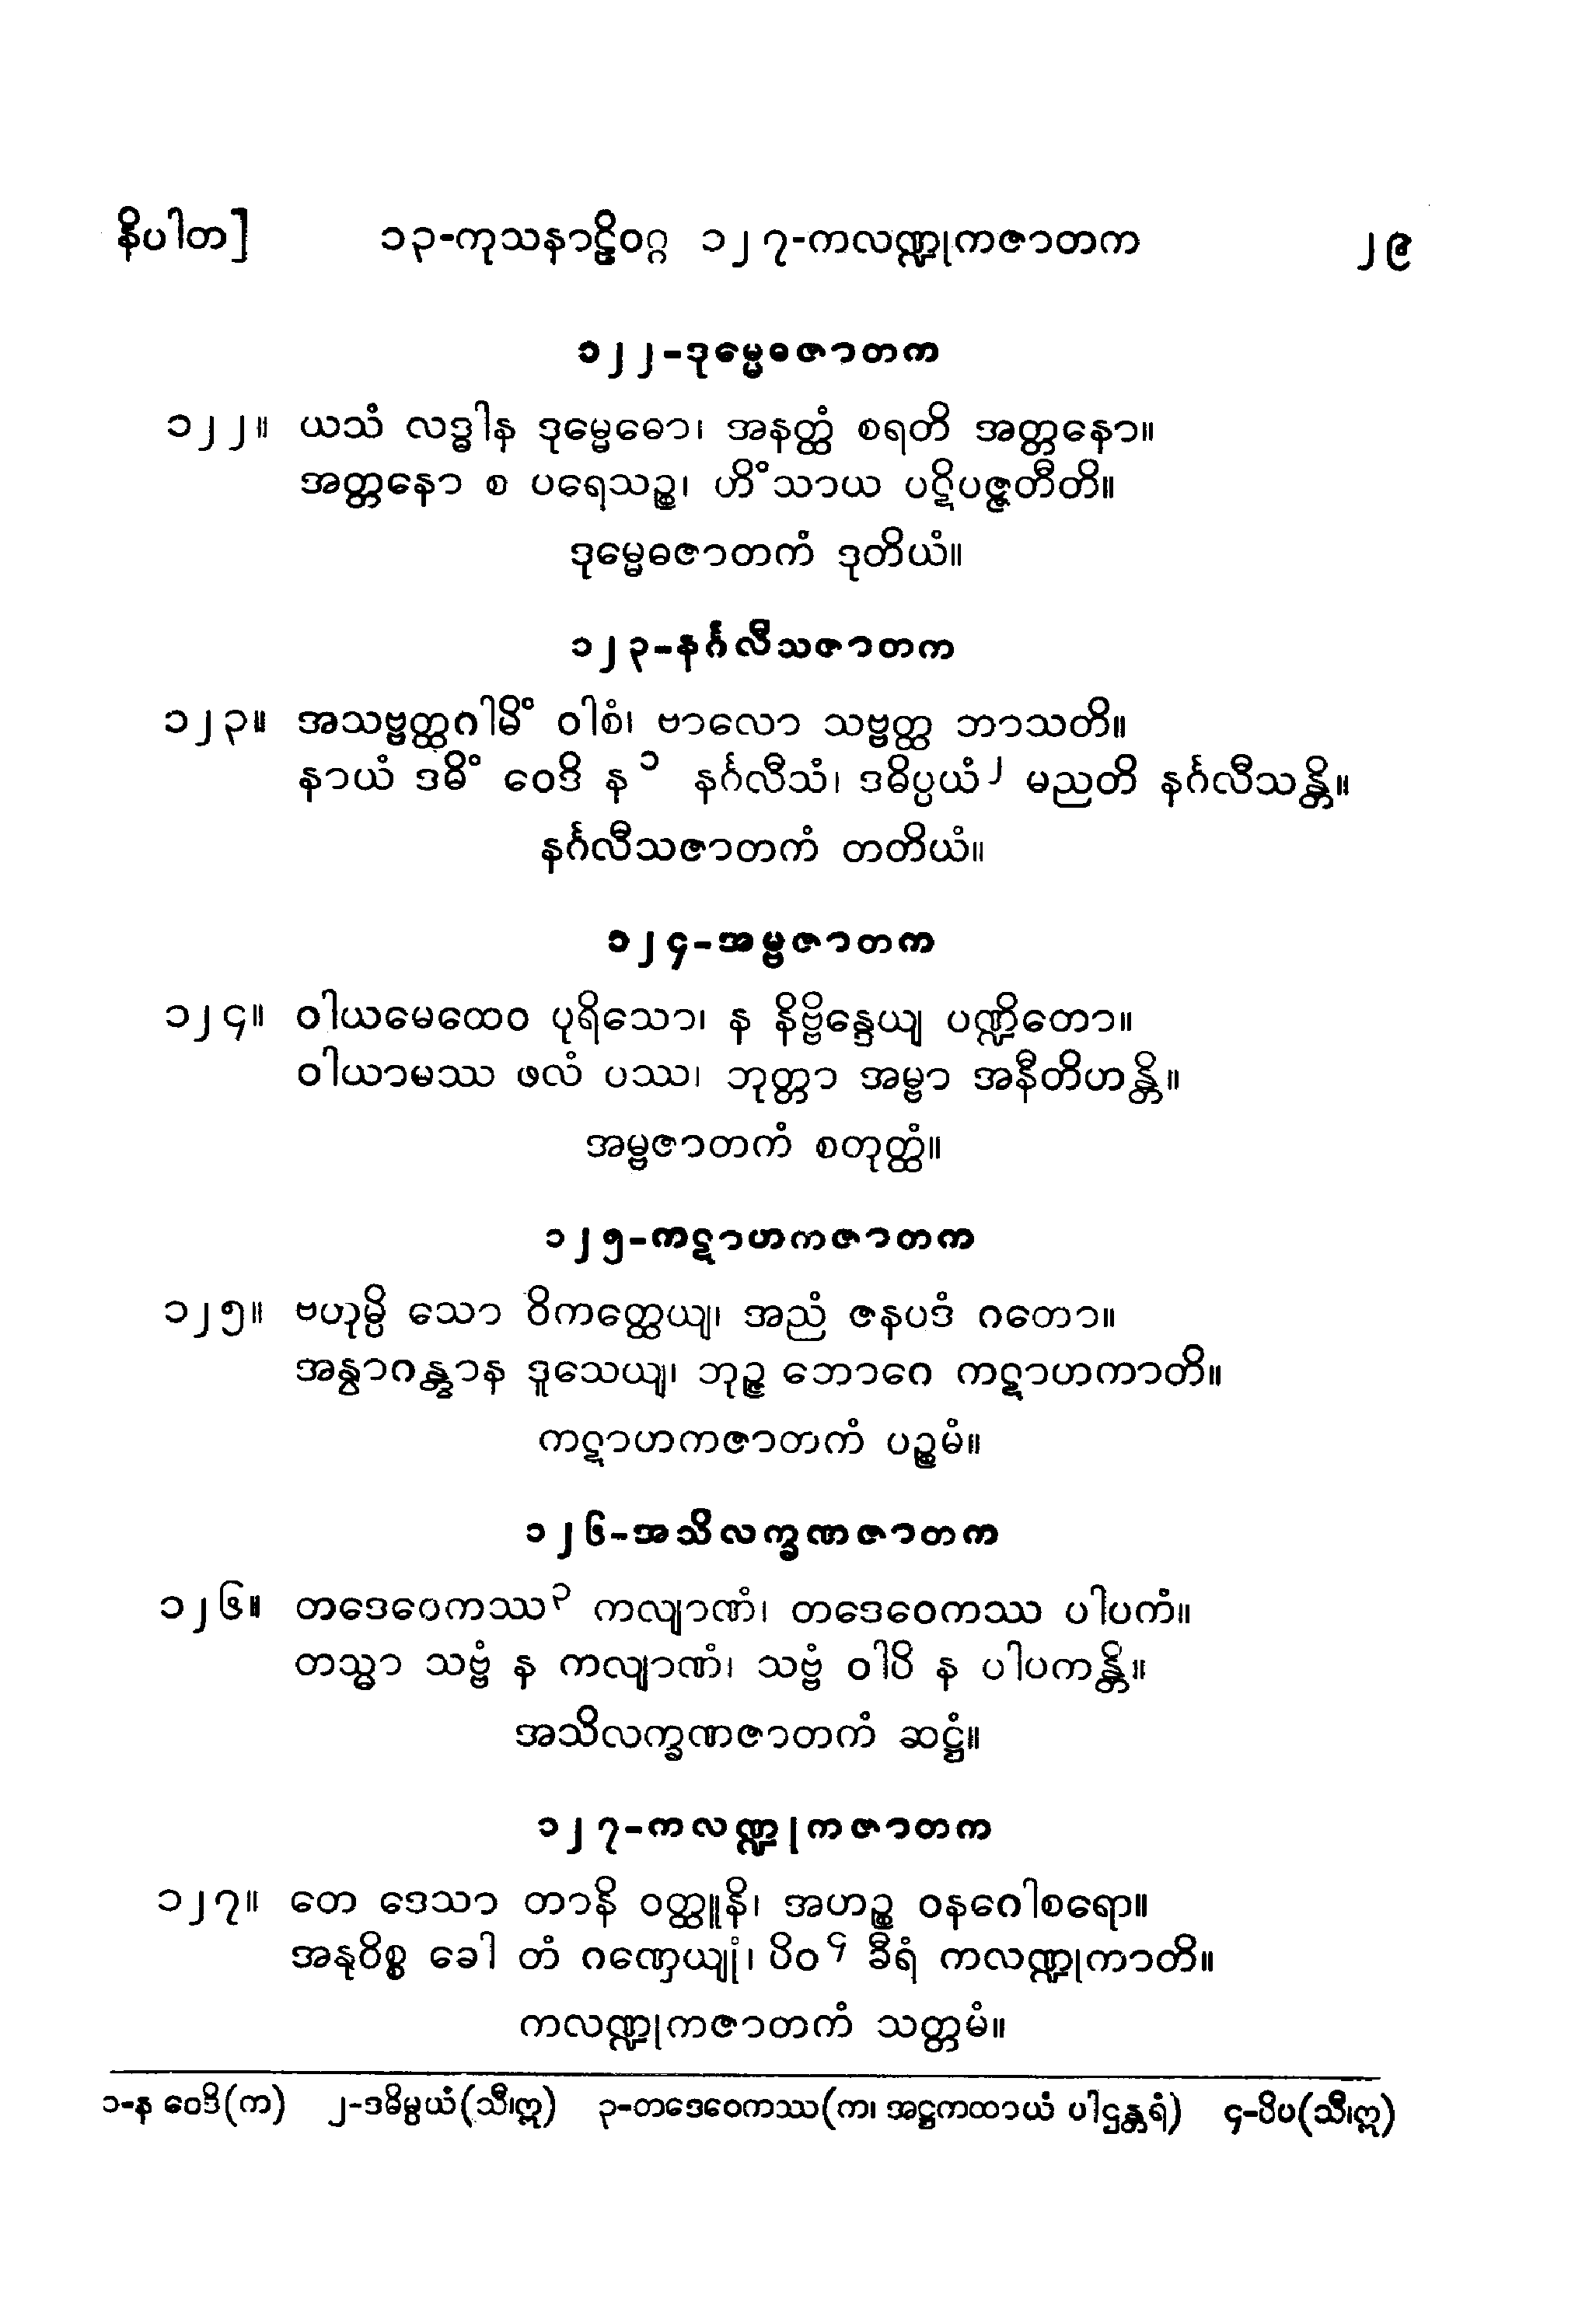 နိပါတ] ၁၃-ကုသနာဠိဝဂ္ဂ ၁၂၇-ကလဏ္ဍုကဇာတက ၂၉
၁၂၂-ဒုမ္မေဓဇာတက
၁၂၂။ ယသံ လဒ္ဓါန ဒုမ္မေဓော၊ အနတ္ထံ စရတိ အတ္တနော။
အတ္တနော စ ပရေသဉ္စ၊ ဟိံသာယ ပဋိပဇ္ဇတီတိ။
ဒုမ္မေဓဇာတကံ ဒုတိယံ။
၁၂၃-နင်္ဂလီသဇာတက
၁၂၃။ အသဗ္ဗတ္ထဂါမိံ ဝါစံ၊ ဗာလော သဗ္ဗတ္ထ ဘာသတိ။
နာယံ ဒဓိံ ဝေဒိ န ၁ နင်္ဂလီသံ၊ ဒဓိပ္ပယံ၂ မညတိ နင်္ဂလီသန္တိ။
နင်္ဂလီသဇာတကံ တတိယံ။
၁၂၄-အမ္ဗဇာတက
၁၂၄။ ဝါယမေထေဝ ပုရိသော၊ န နိဗ္ဗိန္ဒေယျ ပဏ္ဍိတော။
ဝါယာမဿ ဖလံ ပဿ၊ ဘုတ္တာ အမ္ဗာ အနီတိဟန္တိ။
အမ္ဗဇာတကံ စတုတ္ထံ။
၁၂၅-ကဋာဟကဇာတက
၁၂၅။ ဗဟုမ္ပိ သော ဝိကတ္ထေယျ၊ အညံ ဇနပဒံ ဂတော။
အန္ွာဂန္တွာန ဒူသေယျ၊ ဘုဉ္ဇ ဘောဂေ ကဋာဟကာတိ။
ကဋာဟကဇာတကံ ပဉ္စမံ။
၁၂၆-အသိလက္ခဏဇာတက
၁၂၆။ တဒေဝေကဿ၃ ကလျာဏံ၊ တဒေဝေကဿ ပါပကံ။
တသ္မာ သဗ္ဗံ န ကလျာဏံ၊ သဗ္ဗံ ဝါပိ န ပါပကန္တိ။
အသိလက္ခဏဇာတကံ ဆဋ္ဌံ။
၁၂၇-ကလဏ္ဍုကဇာတက
၁၂၇။ တေ ဒေသာ တာနိ ဝတ္ထူနိ၊ အဟဉ္စ ဝနဂေါစရော။
အနုဝိစ္စ ခေါ တံ ဂဏှေယျုံ၊ ပိဝ၄ ခီရံ ကလဏ္ဍုကာတိ။
ကလဏ္ဍုကဇာတကံ သတ္တမံ။
၁-န ဝေဒိ(က) ၂-ဒဓိမ္ပယံ(သီ၊ဣ) ၃-တဒေဝေကဿ(က၊ အဋ္ဌကထာယံ ပါဌန္တရံ) ၄-ပိပ(သီ၊ဣ)